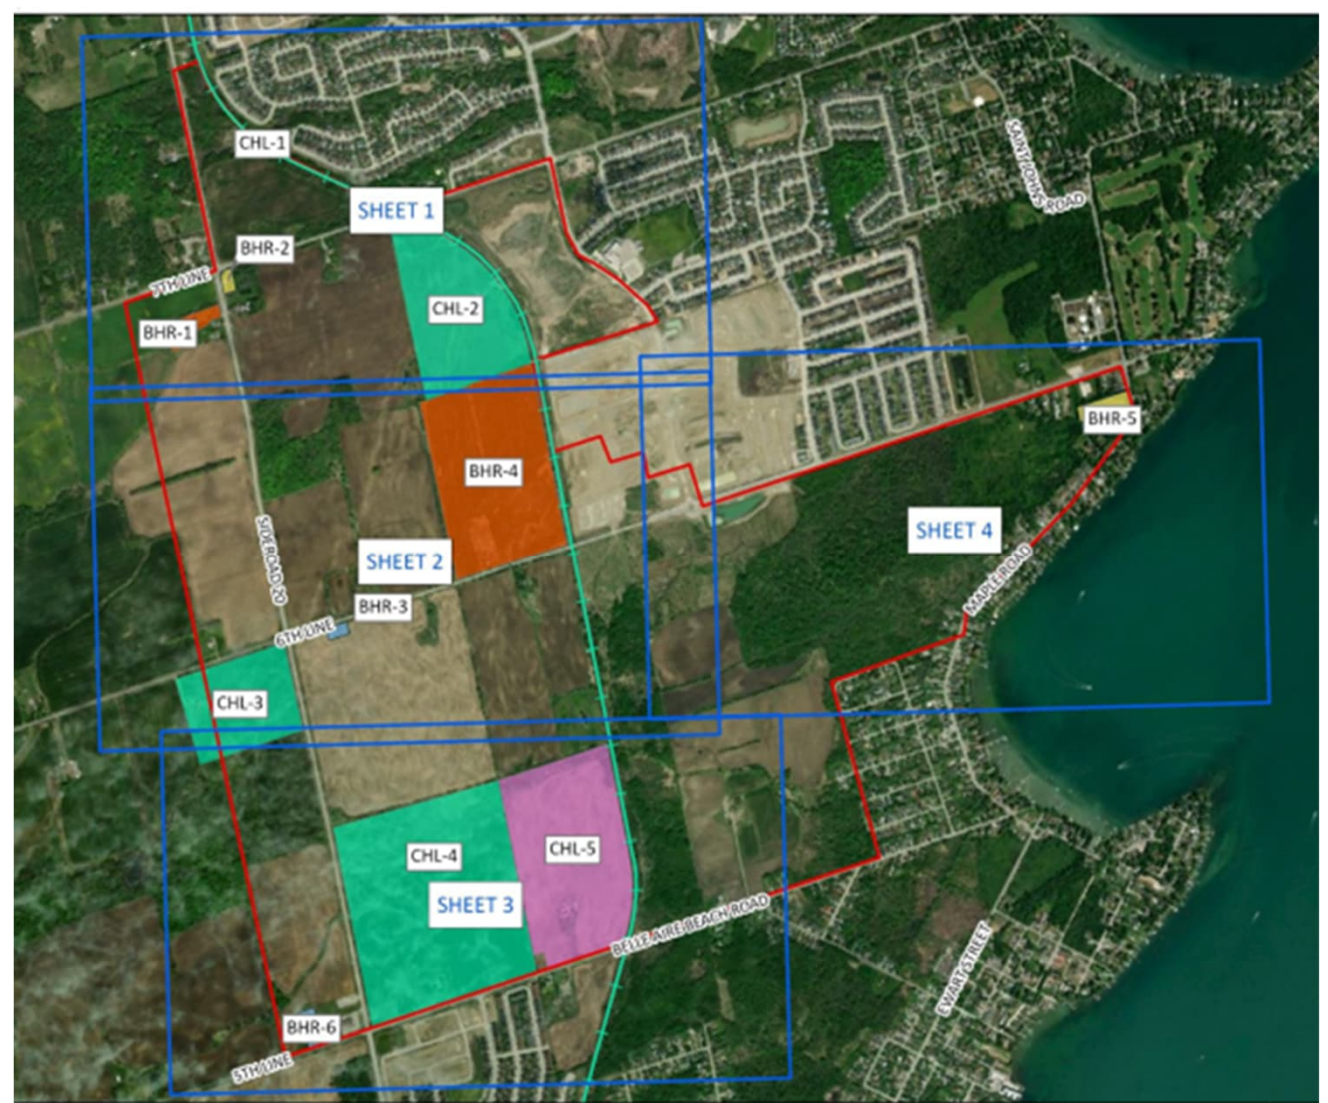 CHL-1
SAINT JOHNS ROAD
SHEET 1
BHR-2
7TH LINE
CHL-2
BHR-1
BHR-5
BHR-4
SHEET 4
SIDEROAD 20
SHEET 2
MAPLE ROAD
BHR-3
6TH LINE
CHL-3
CHL-4
CHL-5
SHEET 3
BELLE AIRE BEACH ROAD
EWART STREET
BHR-6
5TH LINE